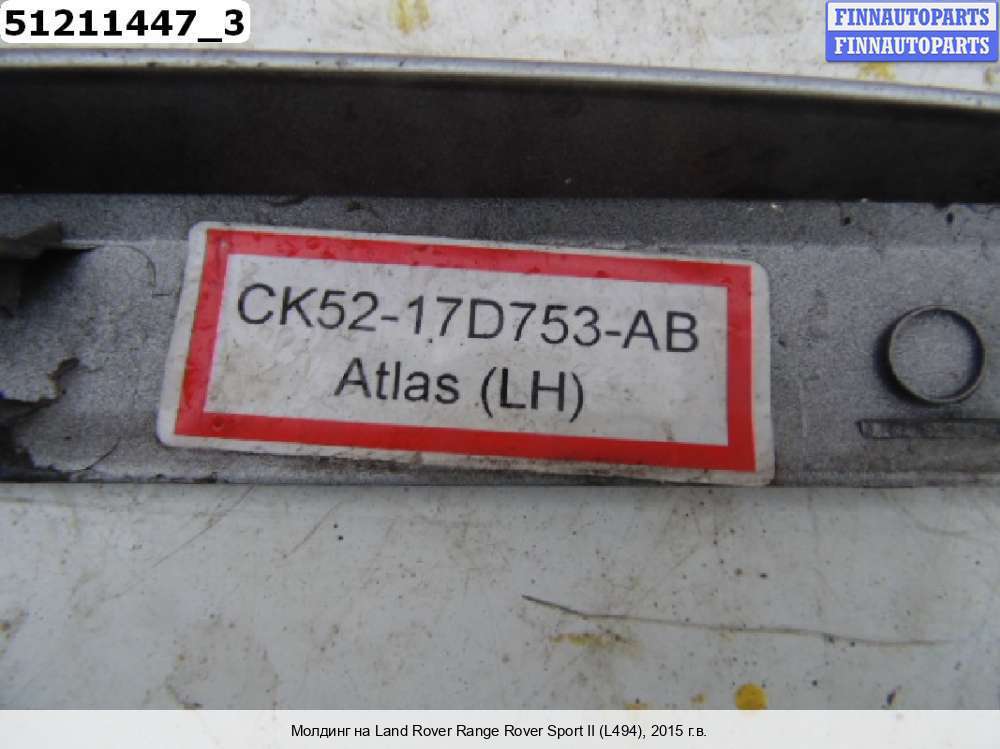 51211447_3
FINNAUTOPARTS
FINNAUTOPARTS
CK52-17D753-AB
Atlas (LH)
Молдинг на Land Rover Range Rover Sport II (L494), 2015 г.в.